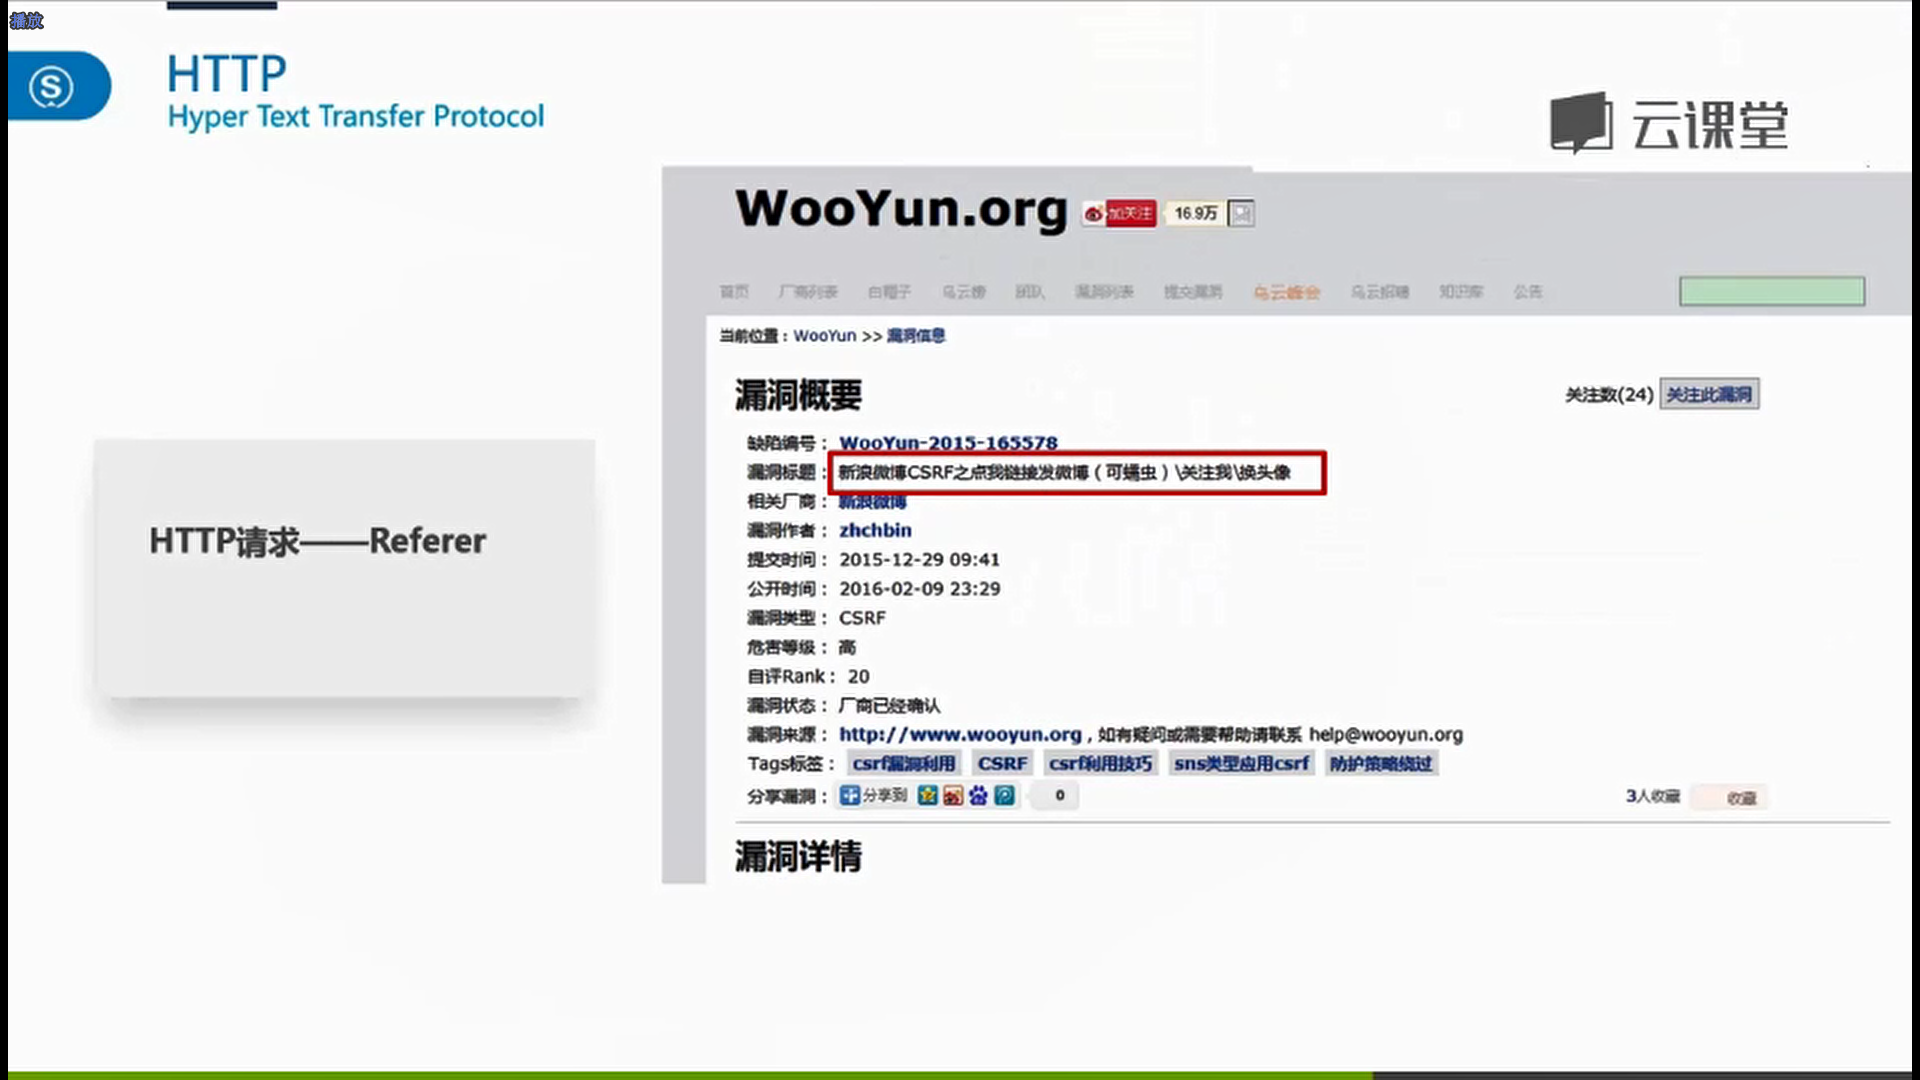 播放
HTTP
Hyper Text Transfer Protocol
云课堂
WooYun.org 加关注 16.9万
首页 厂商列表 白帽子 乌云榜 团队 漏洞列表 提交漏洞 乌云峰会 乌云招聘 知识库 公告
当前位置：WooYun >> 漏洞信息
漏洞概要 关注数(24) 关注此漏洞
缺陷编号： WooYun-2015-165578
漏洞标题： 新浪微博CSRF之点我链接发微博（可蠕虫）\关注我\换头像
相关厂商： 新浪微博
漏洞作者： zhchbin
提交时间： 2015-12-29 09:41
公开时间： 2016-02-09 23:29
漏洞类型： CSRF
危害等级： 高
自评Rank： 20
漏洞状态： 厂商已经确认
漏洞来源： http://www.wooyun.org，如有疑问或需要帮助请联系 help@wooyun.org
Tags标签： csrf漏洞利用 CSRF csrf利用技巧 sns类型应用csrf 防护策略绕过
分享漏洞： 分享到 0 3人收藏 收藏
漏洞详情
HTTP请求——Referer